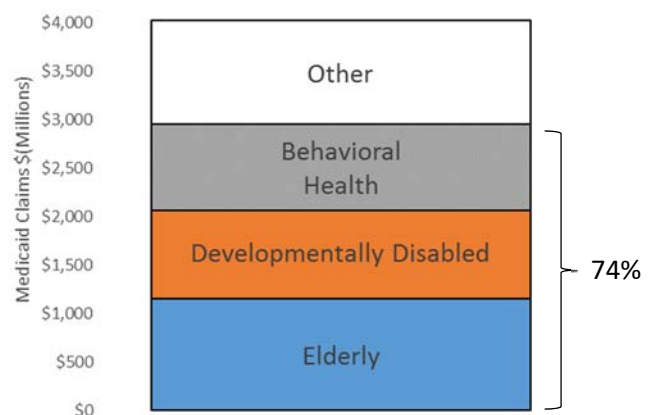 $4,000
$3,500
$3,000
$2,500
$2,000
$1,500
$1,000
$500
$0
Medicaid Claims $(Millions)
Other
Behavioral
Health
Developmentally Disabled
Elderly
74%